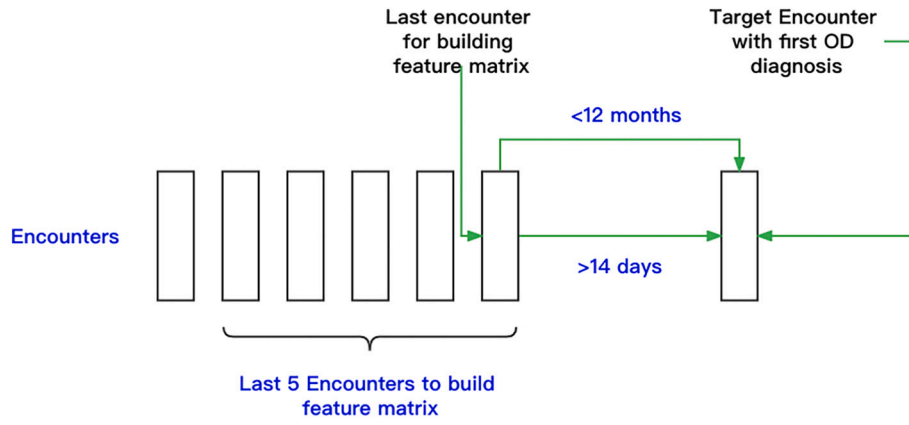 Last encounter
for building
feature matrix
Target Encounter
with first OD
diagnosis
<12 months
Encounters
>14 days
Last 5 Encounters to build
feature matrix